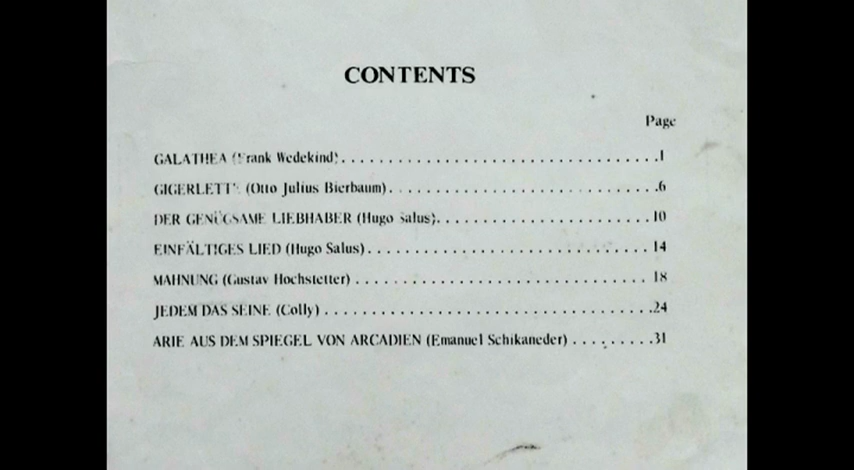 CONTENTS
Page
GALATHEA (Frank Wedekind) . . . . . . . . . . . . . . . . . . . . . . . . . . . . . . . . . 1
(Otto Julius Bierbaum) . . . . . . . . . . . . . . . . . . . . . . . . . . . . 6
DER GENÜGSAME LIEBHABER (Hugo Salus) . . . . . . . . . . . . . . . . . . . . . . . 10
EINFÄLTIGES LIED (Hugo Salus) . . . . . . . . . . . . . . . . . . . . . . . . . . . . . . 14
MAHNUNG (Gustav Hochstetter) . . . . . . . . . . . . . . . . . . . . . . . . . . . . . . 18
JEDEM DAS SEINE (Colly) . . . . . . . . . . . . . . . . . . . . . . . . . . . . . . . . . . 24
ARIE AUS DEM SPIEGEL VON ARCADIEN (Emanuel Schikaneder) . . . . . . . . . 31